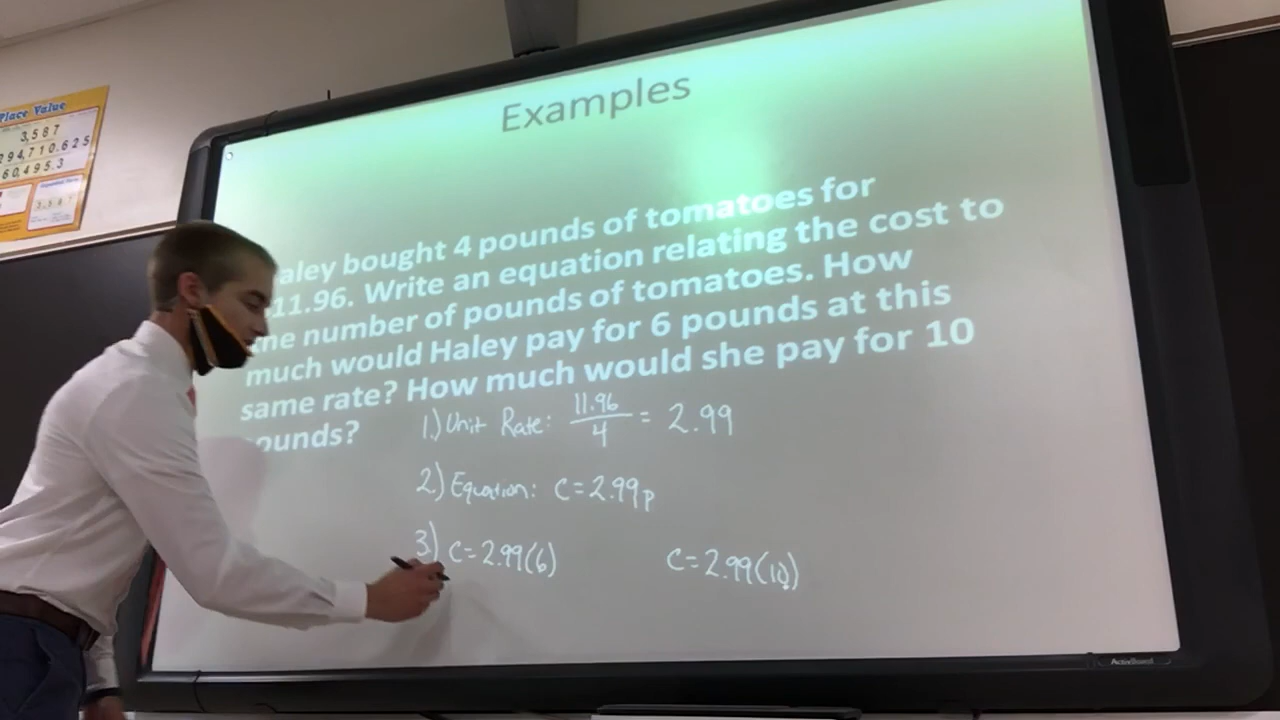 Place Value
3,587
294,710.625
60,495.3
Examples
aley bought 4 pounds of tomatoes for
11.96. Write an equation relating the cost to
he number of pounds of tomatoes. How
much would Haley pay for 6 pounds at this
same rate? How much would she pay for 10
ounds?
1.) Unit Rate: 11.96/4 = 2.99
2) Equation: C=2.99p
3) C=2.99(6) C=2.99(10)
ActivBoard